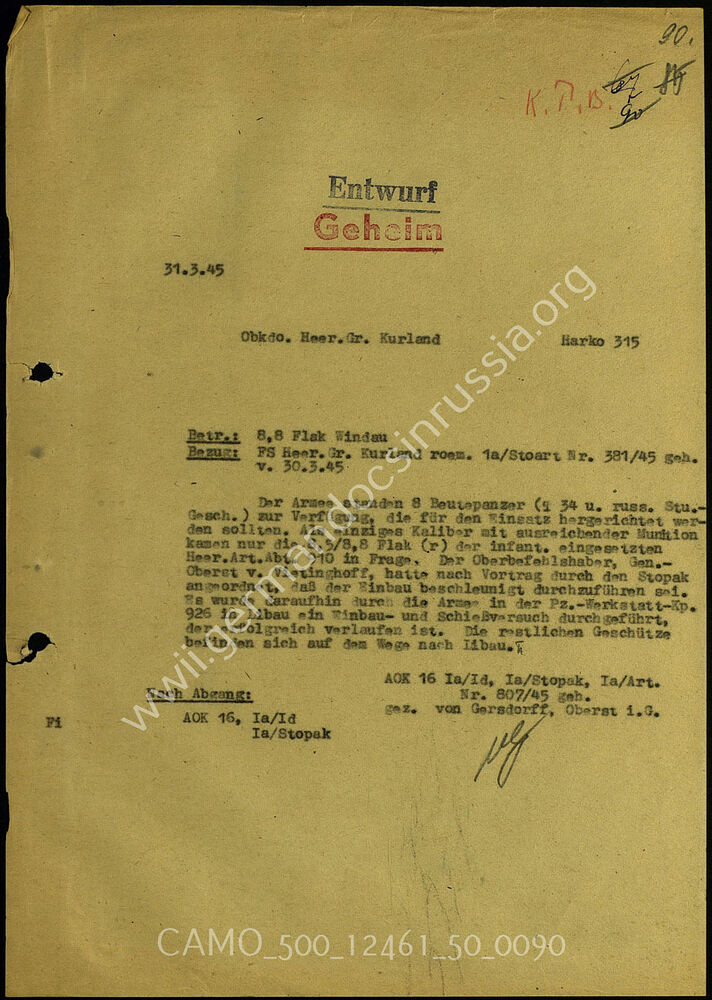 90.
K.T.B.
67
90
Entwurf
Geheim
31.3.45
Obkdo. Heer.Gr. Kurland Harko 315
Betr.: 8,8 Flak Windau
Bezug: FS Heer.Gr. Kurland roem. 1a/Stoart Nr. 381/45 geh.
v. 30.3.45
Der Armee standen 8 Beutepanzer (T 34 u. russ. Stu.-
Gesch.) zur Verfügung, die für den Einsatz hergerichtet wer-
den sollten. Als einziges Kaliber mit ausreichender Munition
kamen nur die 8,5/8,8 Flak (r) der infant. eingesetzten
Heer.Art.Abt. 310 in Frage. Der Oberbefehlshaber, Gen.-
Oberst v. Vietinghoff, hatte nach Vortrag durch den Stopak
angeordnet, daß der Einbau beschleunigt durchzuführen sei.
Es wurde daraufhin durch die Armee in der Pz.-Werkstatt-Kp.
926 in Libau ein Einbau- und Schießversuch durchgeführt,
der erfolgreich verlaufen ist. Die restlichen Geschütze
befinden sich auf dem Wege nach Libau.
AOK 16 Ia/Id, Ia/Stopak, Ia/Art.
Nr. 807/45 geh.
gez. von Gersdorff, Oberst i.G.
Nach Abgang:
Fi AOK 16, Ia/Id
Ia/Stopak
www.germandocsinrussia.org
CAMO_500_12461_50_0090